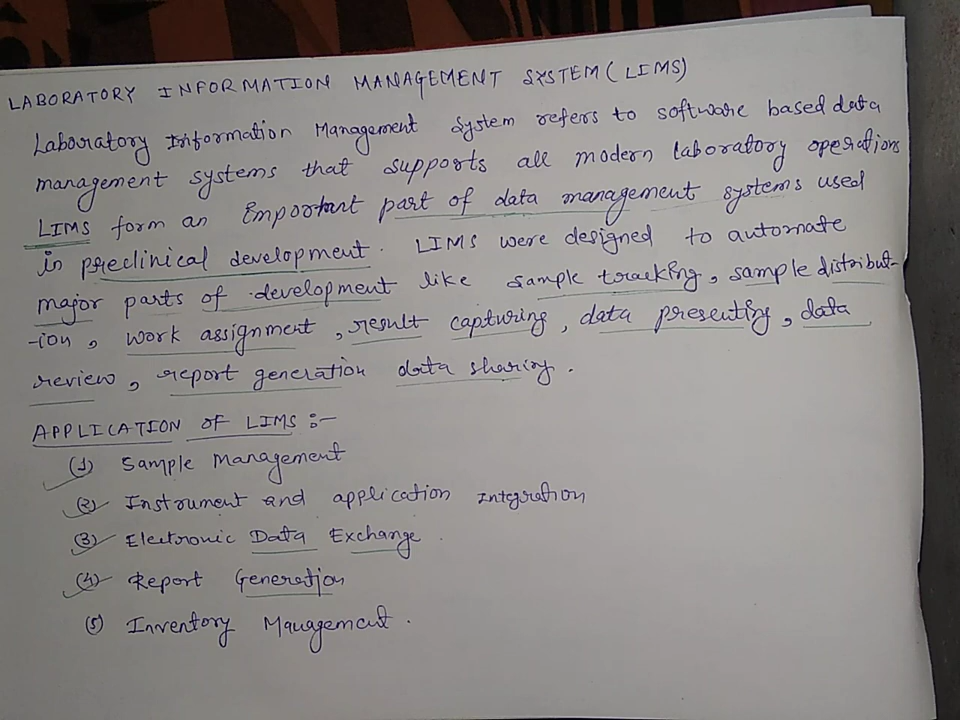 LABORATORY INFORMATION MANAGEMENT SYSTEM (LIMS)
Laboratory Information Management System refers to software based data
management systems that supports all modern laboratory operations
LIMS form an Important part of data management systems used
in preclinical development. LIMS were designed to automate
major parts of development like sample tracking, sample distribut-
-ion, work assignment, result capturing, data presenting, data
review, report generation data sharing.
APPLICATION OF LIMS :-
(1) Sample Management
(2) Instrument and application Integration
(3) Electronic Data Exchange.
(4) Report Generation
(5) Inventory Management.